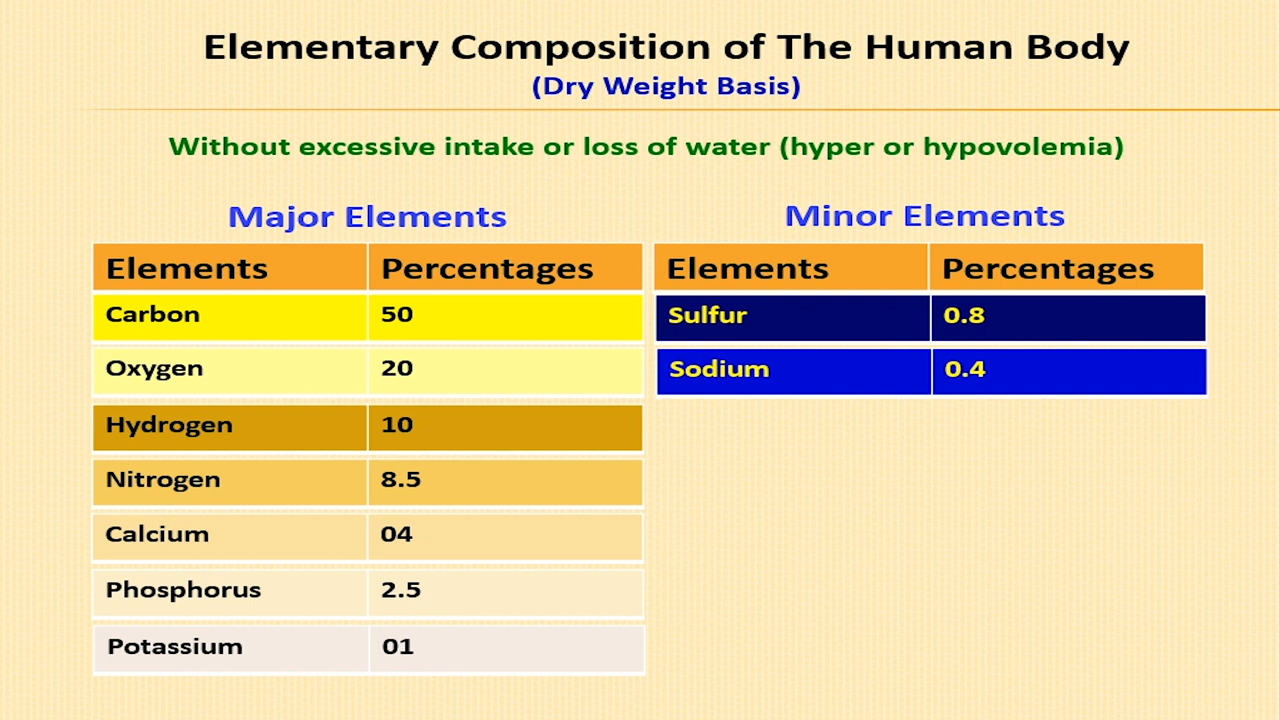 Elementary Composition of The Human Body
(Dry Weight Basis)
Without excessive intake or loss of water (hyper or hypovolemia)
Major Elements
Elements Percentages
Carbon 50
Oxygen 20
Hydrogen 10
Nitrogen 8.5
Calcium 04
Phosphorus 2.5
Potassium 01
Minor Elements
Elements Percentages
Sulfur 0.8
Sodium 0.4